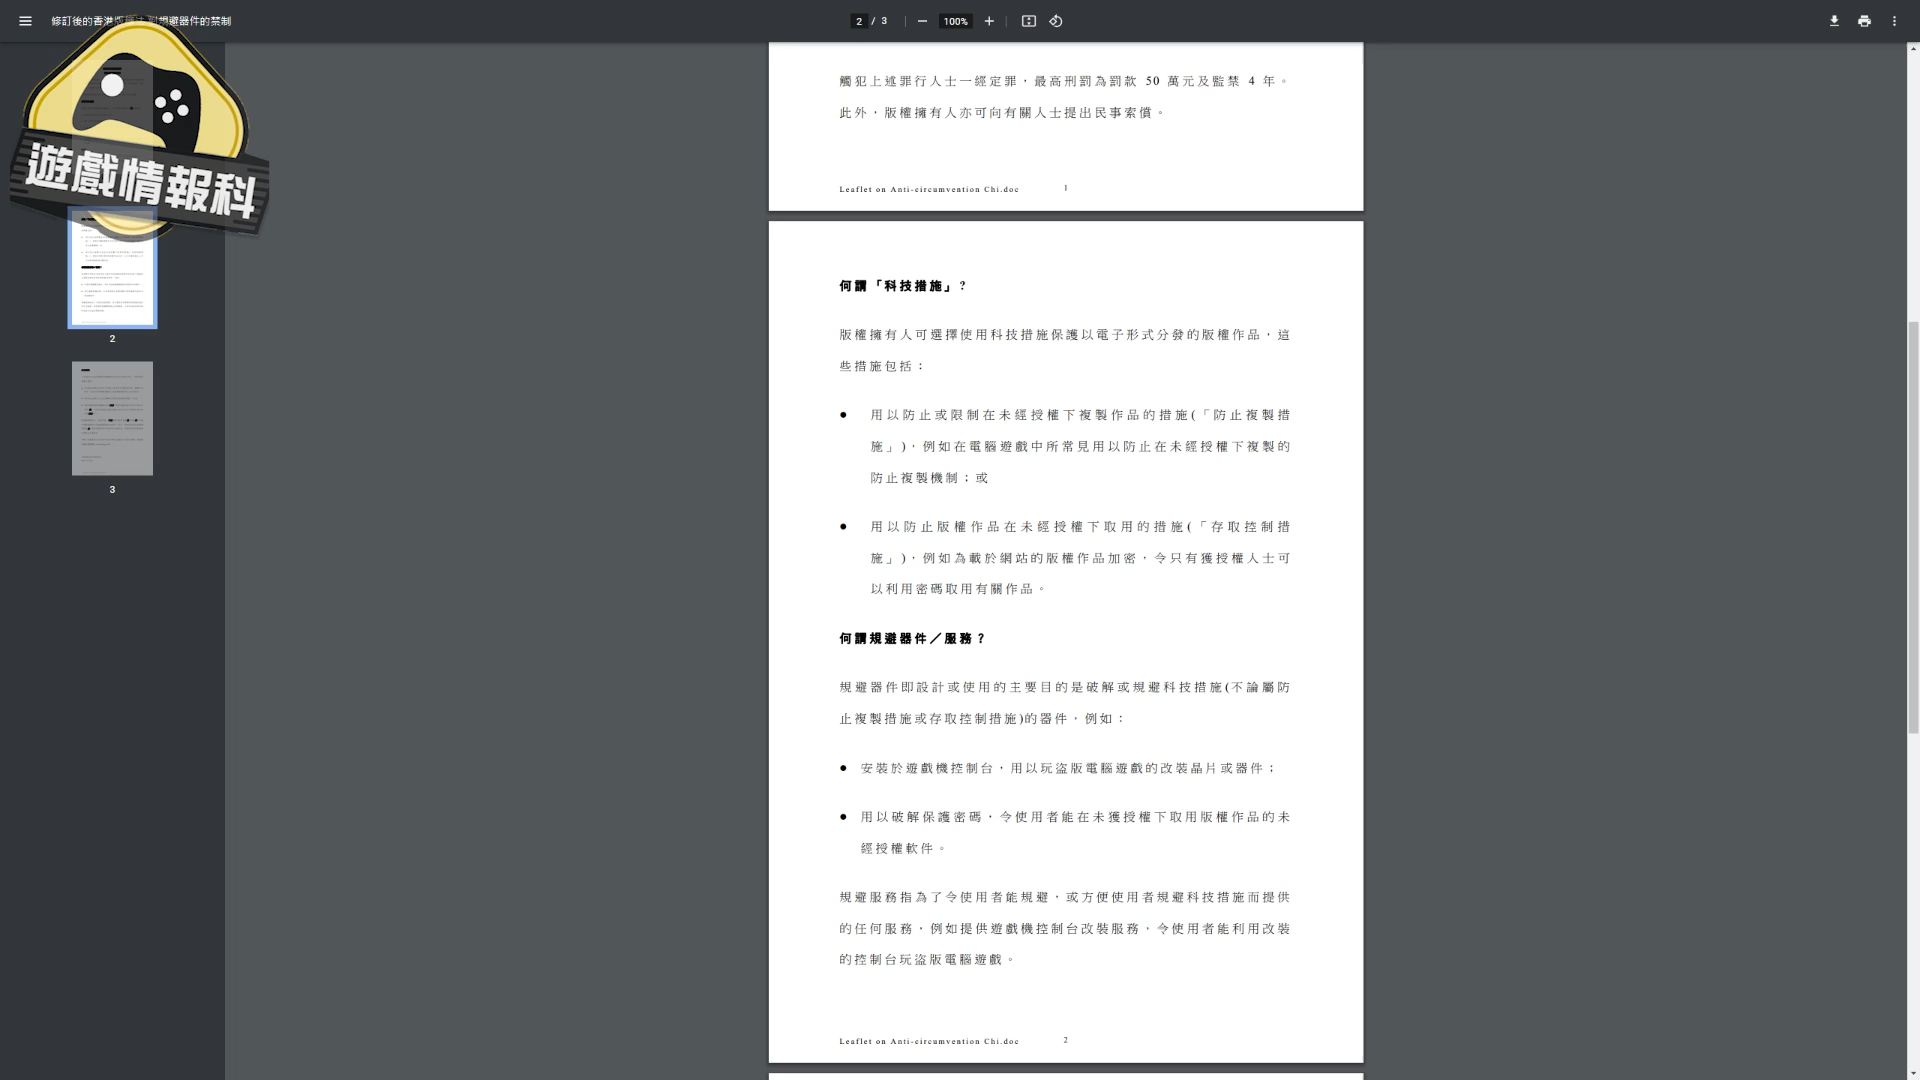 修訂後的香港版
規避器件的禁制
2 / 3
100%
遊戲情報科
2
3
觸犯上述罪行人士一經定罪，最高刑罰為罰款 50 萬元及監禁 4 年。
此外，版權擁有人亦可向有關人士提出民事索償。
Leaflet on Anti-circumvention Chi.doc 1
何謂「科技措施」?
版權擁有人可選擇使用科技措施保護以電子形式分發的版權作品，這
些措施包括：
● 用以防止或限制在未經授權下複製作品的措施(「防止複製措
施」)，例如在電腦遊戲中所常見用以防止在未經授權下複製的
防止複製機制；或
● 用以防止版權作品在未經授權下取用的措施(「存取控制措
施」)，例如為載於網站的版權作品加密，令只有獲授權人士可
以利用密碼取用有關作品。
何謂規避器件／服務？
規避器件即設計或使用的主要目的是破解或規避科技措施(不論屬防
止複製措施或存取控制措施)的器件，例如：
● 安裝於遊戲機控制台，用以玩盜版電腦遊戲的改裝晶片或器件；
● 用以破解保護密碼，令使用者能在未獲授權下取用版權作品的未
經授權軟件。
規避服務指為了令使用者能規避，或方便使用者規避科技措施而提供
的任何服務，例如提供遊戲機控制台改裝服務，令使用者能利用改裝
的控制台玩盜版電腦遊戲。
Leaflet on Anti-circumvention Chi.doc 2